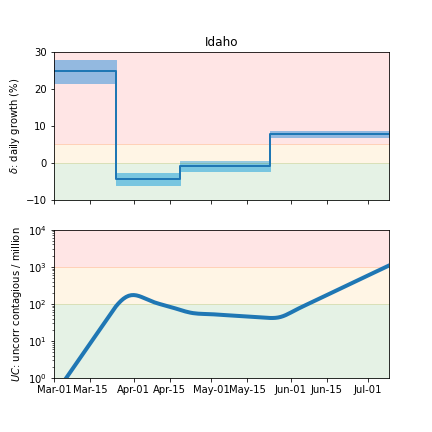 Idaho
δ: daily growth (%)
30
20
10
0
−10
UC: uncorr contagious / million
10⁴
10³
10²
10¹
10⁰
Mar-01 Mar-15 Apr-01 Apr-15 May-01 May-15 Jun-01 Jun-15 Jul-01